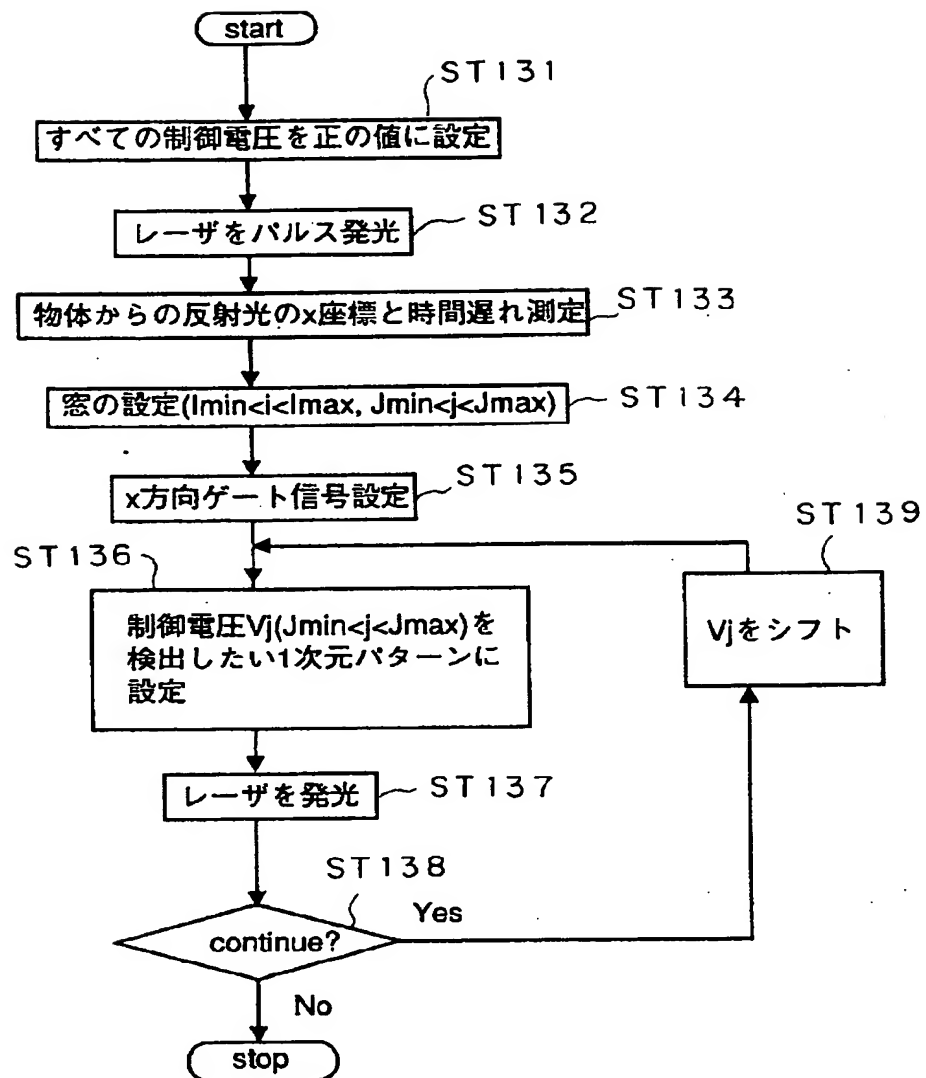 start
ST131
すべての制御電圧を正の値に設定
ST132
レーザをパルス発光
ST133
物体からの反射光のx座標と時間遅れ測定
窓の設定(Imin<i<Imax, Jmin<j<Jmax)
ST134
ST135
x方向ゲート信号設定
ST139
ST136
制御電圧Vj(Jmin<j<Jmax)を
検出したい1次元パターンに
設定
Vjをシフト
レーザを発光
ST137
ST138
continue?
Yes
No
stop